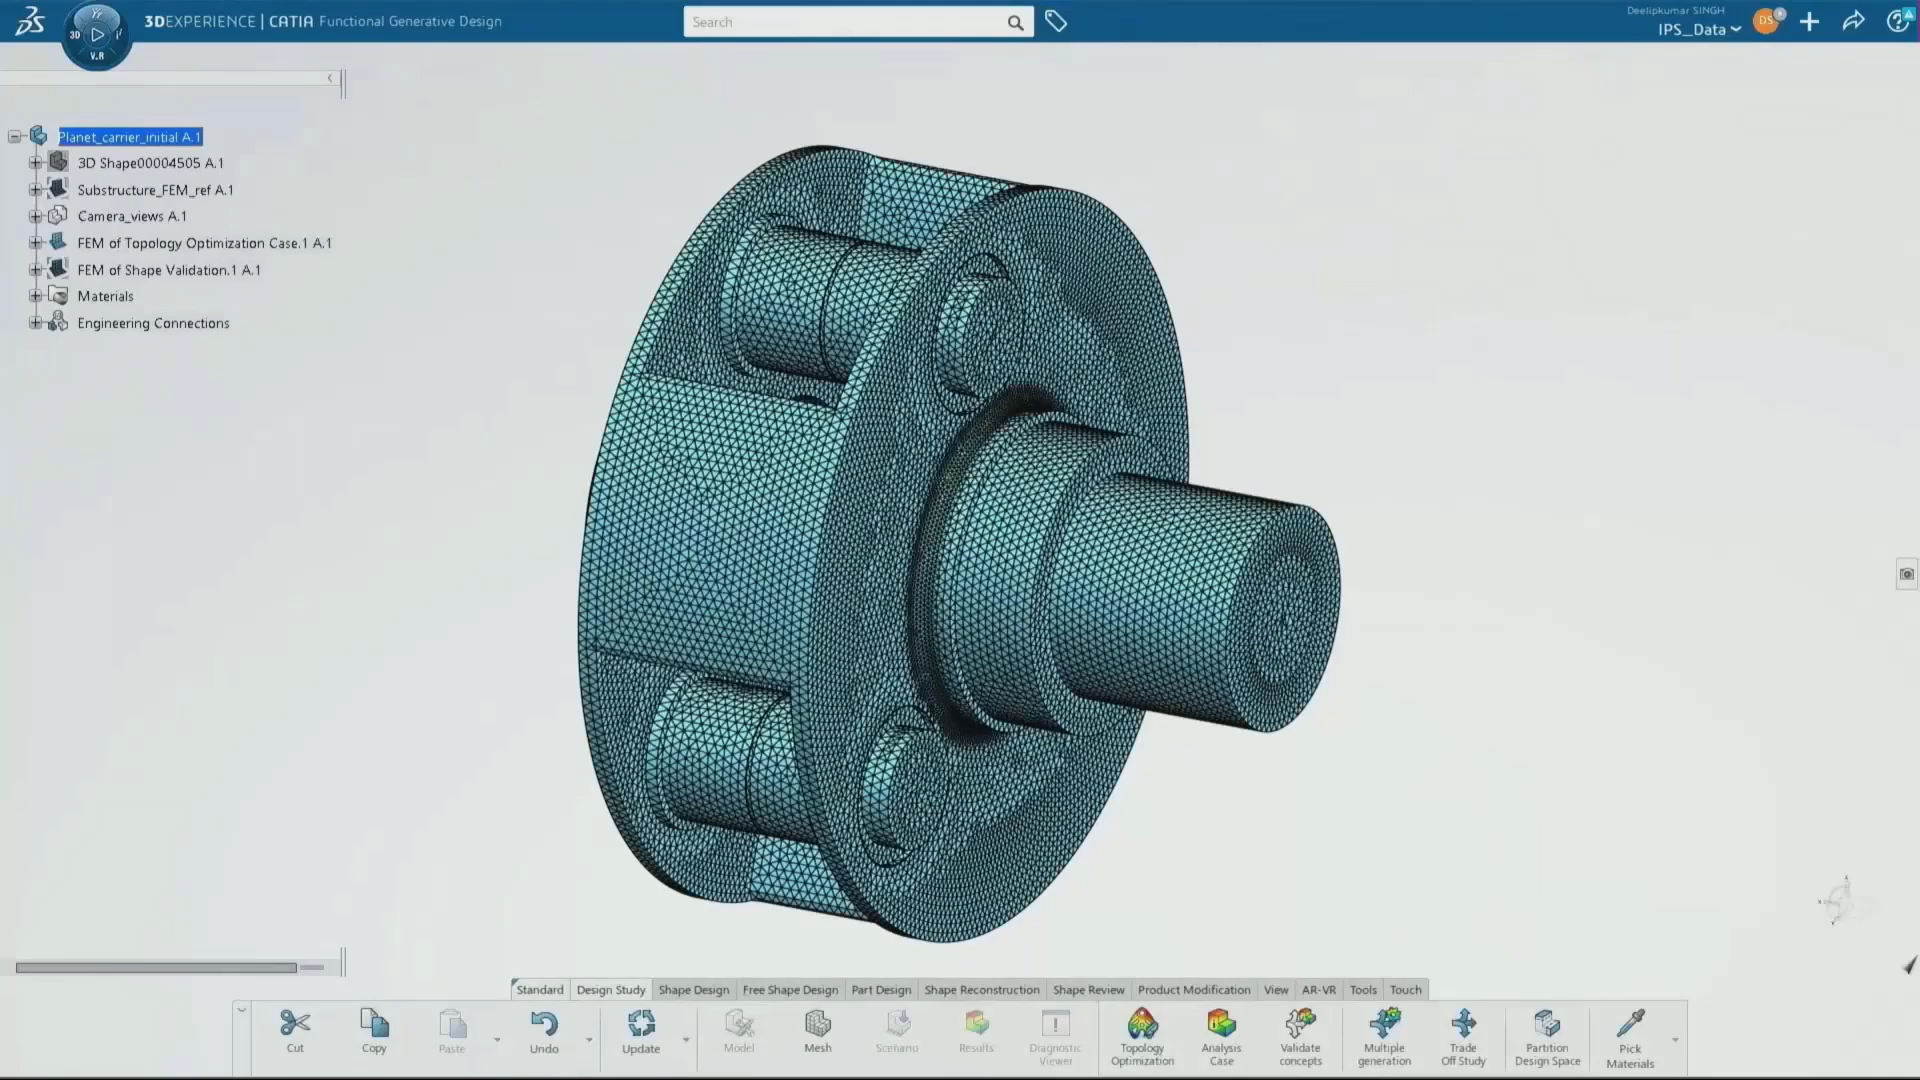 3DEXPERIENCE | CATIA Functional Generative Design
Search
Deelipkumar SINGH
IPS_Data
DS
3D
V.R
Planet_carrier_initial A.1
3D Shape00004505 A.1
Substructure_FEM_ref A.1
Camera_views A.1
FEM of Topology Optimization Case.1 A.1
FEM of Shape Validation.1 A.1
Materials
Engineering Connections
Standard Design Study Shape Design Free Shape Design Part Design Shape Reconstruction Shape Review Product Modification View AR-VR Tools Touch
Cut
Copy
Paste
Undo
Update
Model
Mesh
Scenario
Results
Diagnostic
Viewer
Topology
Optimization
Analysis
Case
Validate
concepts
Multiple
generation
Trade
Off Study
Partition
Design Space
Pick
Materials